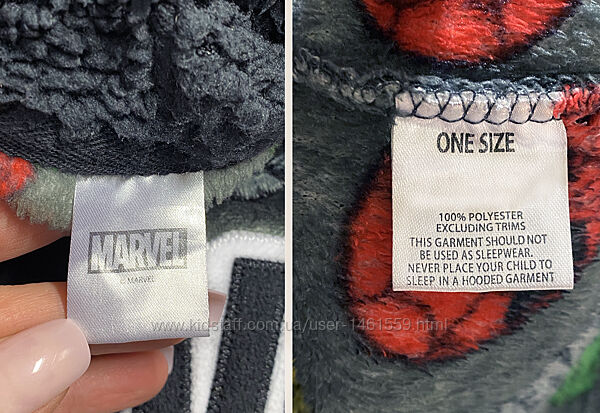 MARVEL
© MARVEL
ONE SIZE
100% POLYESTER
EXCLUDING TRIMS
THIS GARMENT SHOULD NOT
BE USED AS SLEEPWEAR.
NEVER PLACE YOUR CHILD TO
SLEEP IN A HOODED GARMENT
www.kidstaff.com.ua/user-1461559.html